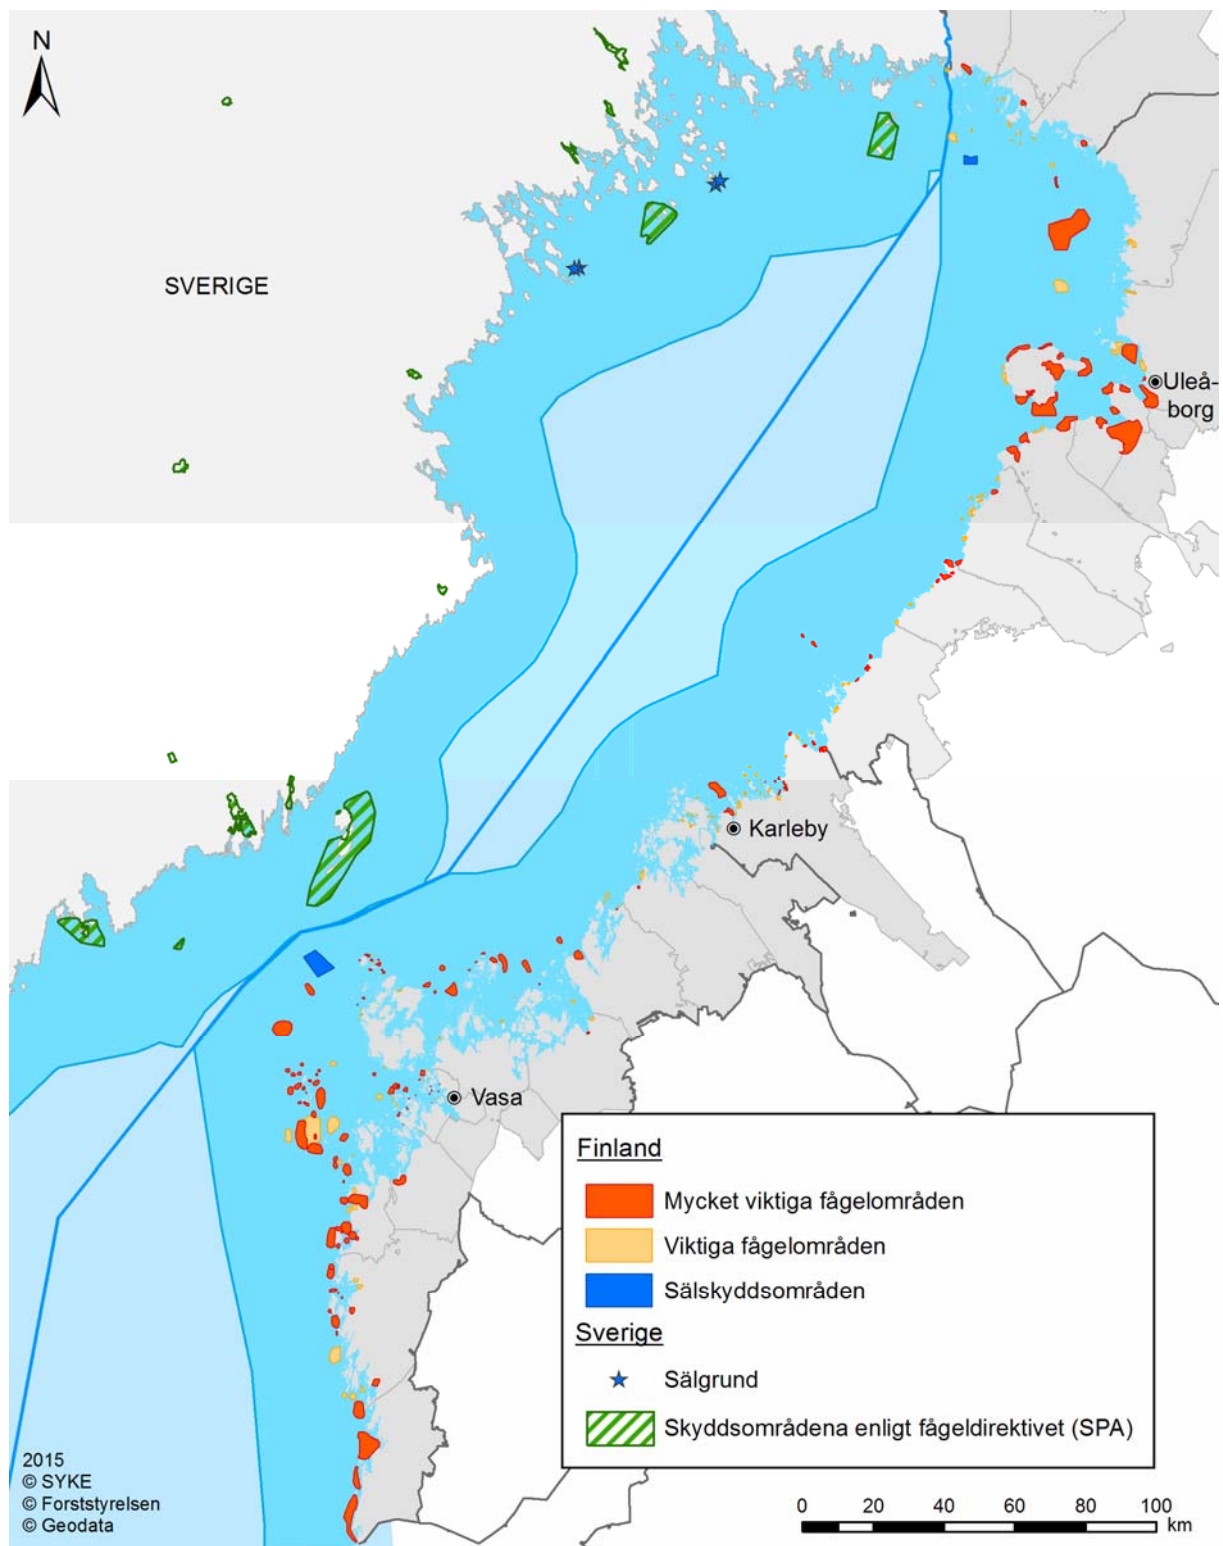 N
SVERIGE
Uleå-
borg
Karleby
Vasa
Finland
Mycket viktiga fågelområden
Viktiga fågelområden
Sälskyddsområden
Sverige
Sälgrund
Skyddsområdena enligt fågeldirektivet (SPA)
2015
© SYKE
© Forststyrelsen
© Geodata
0 20 40 60 80 100
km